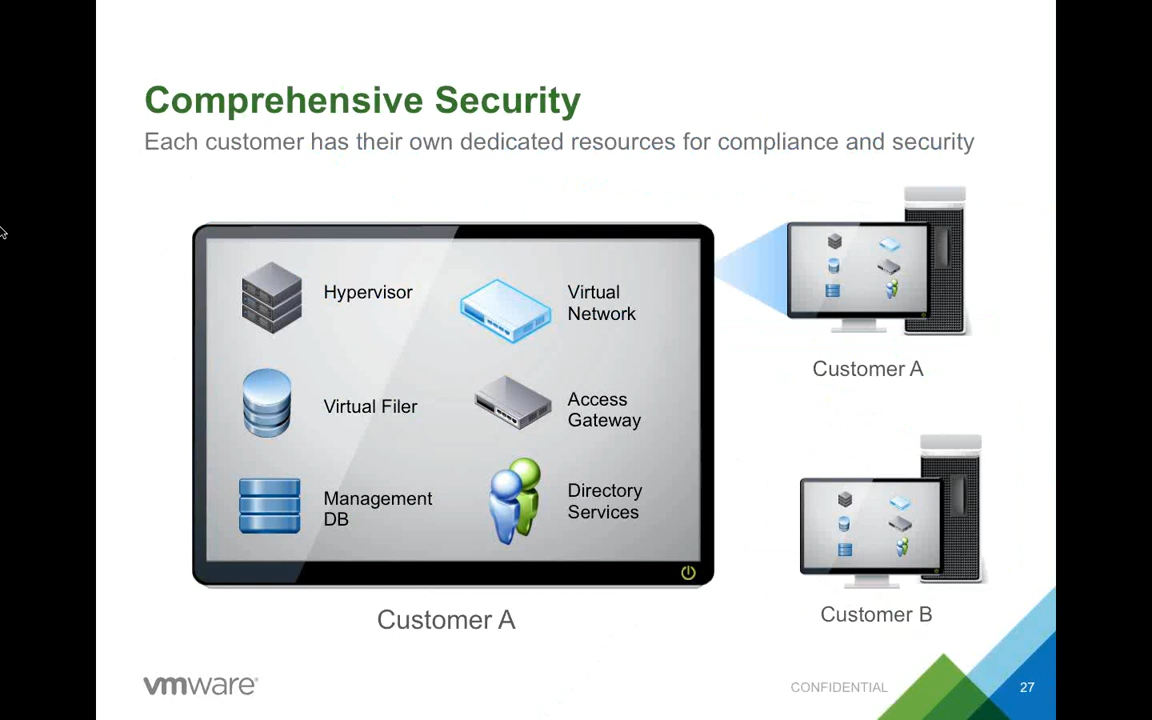 Comprehensive Security
Each customer has their own dedicated resources for compliance and security
Hypervisor
Virtual
Network
Virtual Filer
Access
Gateway
Management
DB
Directory
Services
Customer A
Customer A
Customer B
vmware
CONFIDENTIAL
27